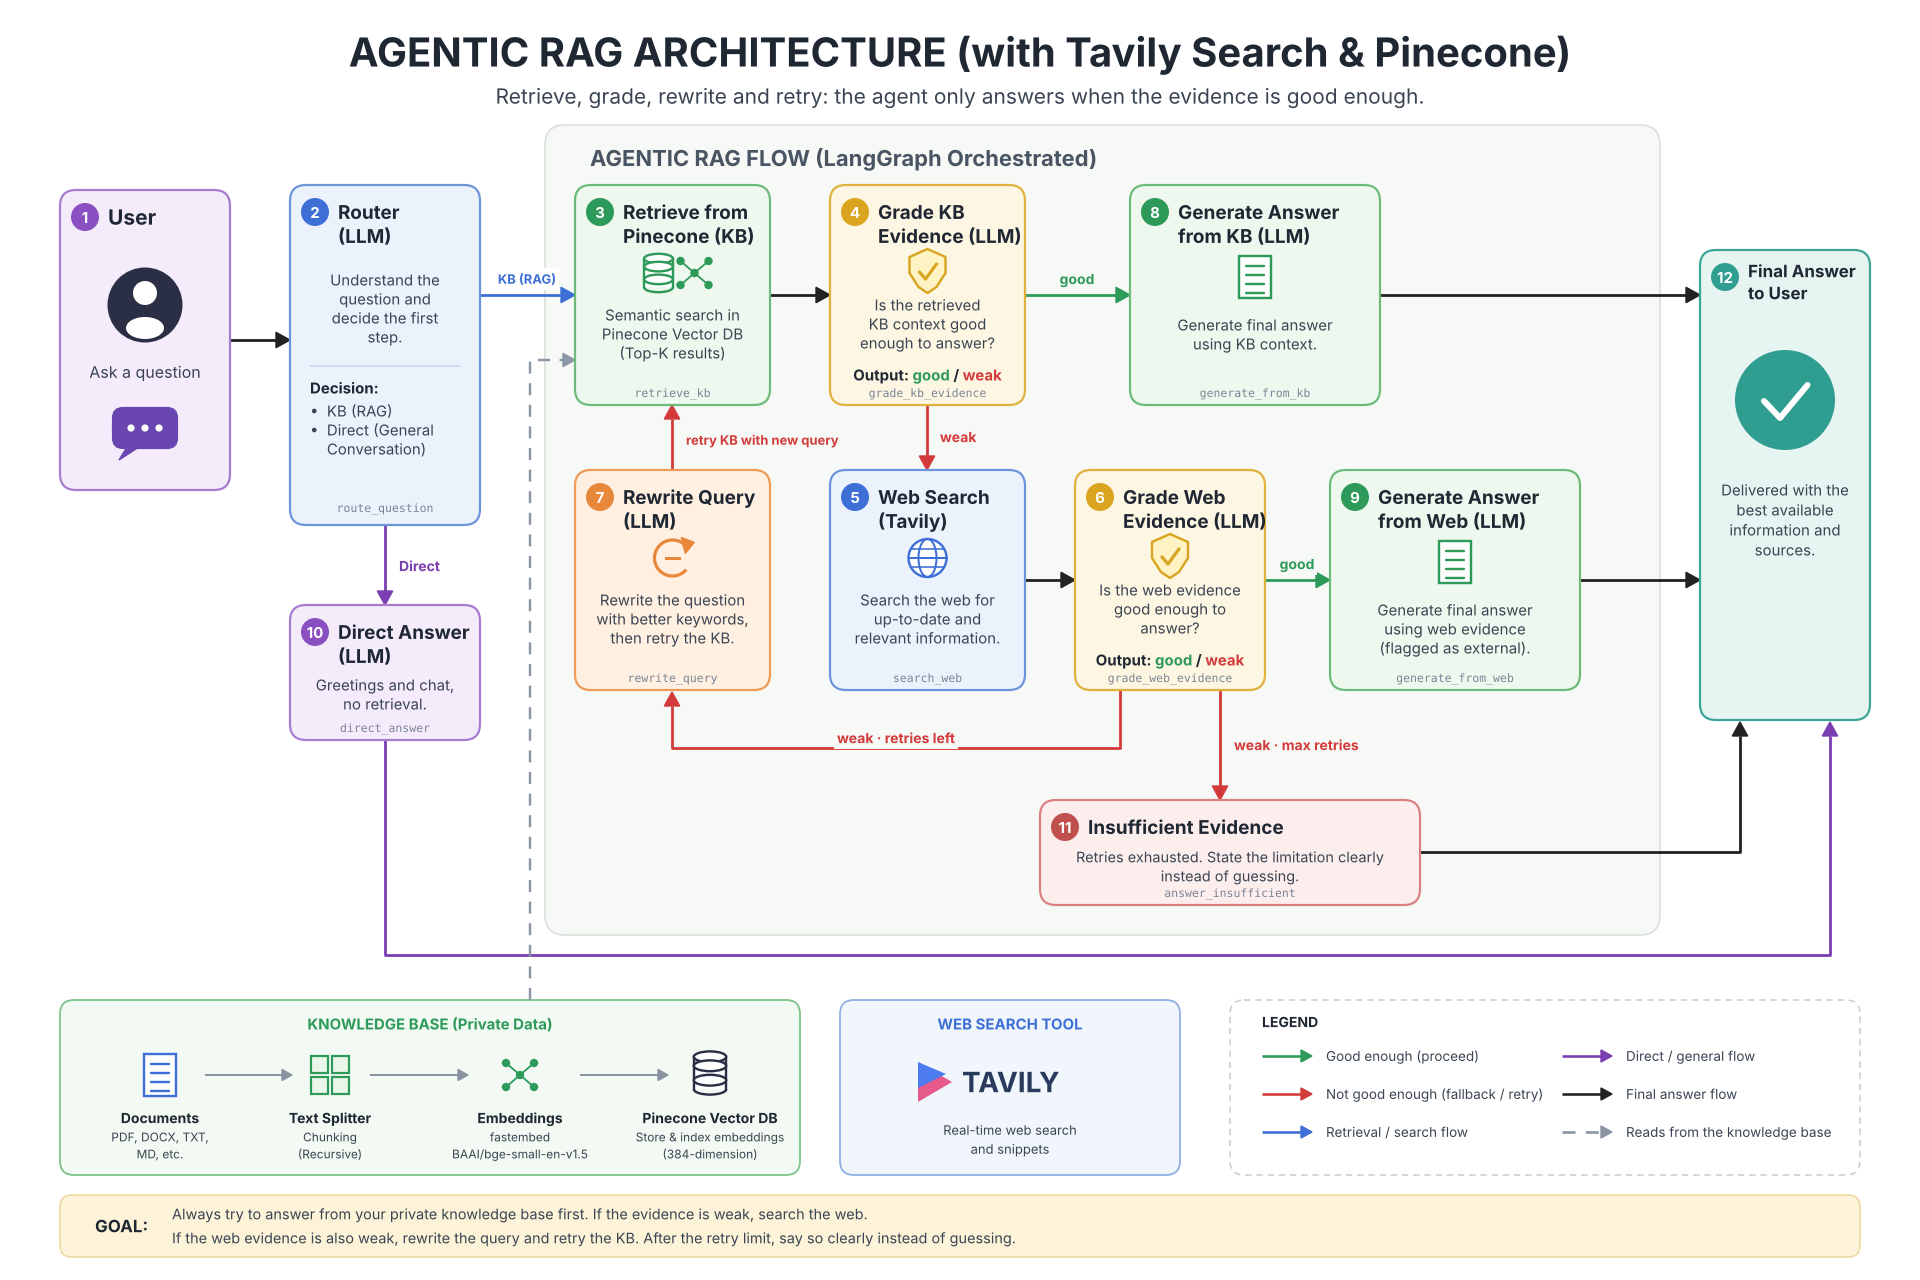 AGENTIC RAG ARCHITECTURE (with Tavily Search & Pinecone)
Retrieve, grade, rewrite and retry: the agent only answers when the evidence is good enough.
AGENTIC RAG FLOW (LangGraph Orchestrated)
1 User
Ask a question
2 Router
(LLM)
Understand the
question and
decide the first
step.
Decision:
• KB (RAG)
• Direct (General
Conversation)
route_question
KB (RAG)
3 Retrieve from
Pinecone (KB)
Semantic search in
Pinecone Vector DB
(Top-K results)
retrieve_kb
4 Grade KB
Evidence (LLM)
Is the retrieved
KB context good
enough to answer?
Output: good / weak
grade_kb_evidence
good
8 Generate Answer
from KB (LLM)
Generate final answer
using KB context.
generate_from_kb
12 Final Answer
to User
Delivered with the
best available
information and
sources.
retry KB with new query
weak
7 Rewrite Query
(LLM)
Rewrite the question
with better keywords,
then retry the KB.
rewrite_query
5 Web Search
(Tavily)
Search the web for
up-to-date and
relevant information.
search_web
6 Grade Web
Evidence (LLM)
Is the web evidence
good enough to
answer?
Output: good / weak
grade_web_evidence
good
9 Generate Answer
from Web (LLM)
Generate final answer
using web evidence
(flagged as external).
generate_from_web
Direct
10 Direct Answer
(LLM)
Greetings and chat,
no retrieval.
direct_answer
weak · retries left
weak · max retries
11 Insufficient Evidence
Retries exhausted. State the limitation clearly
instead of guessing.
answer_insufficient
KNOWLEDGE BASE (Private Data)
Documents
PDF, DOCX, TXT,
MD, etc.
Text Splitter
Chunking
(Recursive)
Embeddings
fastembed
BAAI/bge-small-en-v1.5
Pinecone Vector DB
Store & index embeddings
(384-dimension)
WEB SEARCH TOOL
TAVILY
Real-time web search
and snippets
LEGEND
Good enough (proceed)
Not good enough (fallback / retry)
Retrieval / search flow
Direct / general flow
Final answer flow
Reads from the knowledge base
GOAL:
Always try to answer from your private knowledge base first. If the evidence is weak, search the web.
If the web evidence is also weak, rewrite the query and retry the KB. After the retry limit, say so clearly instead of guessing.